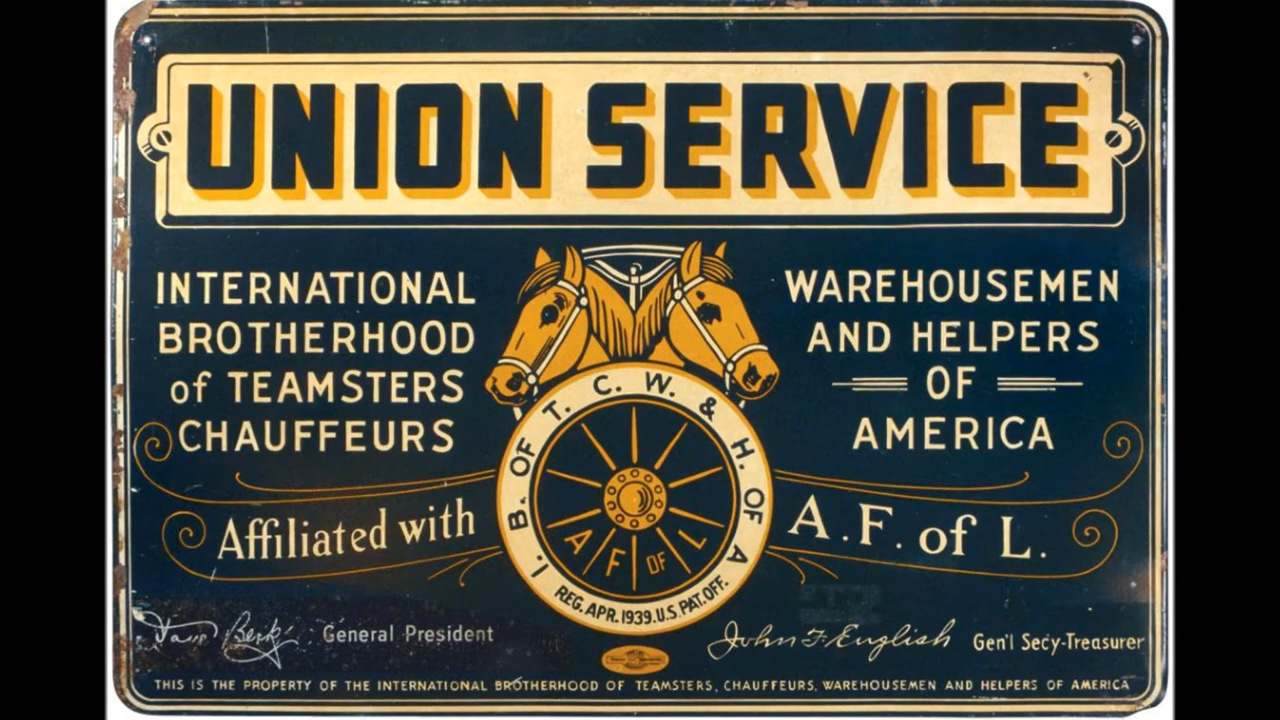 UNION SERVICE
INTERNATIONAL
BROTHERHOOD
of TEAMSTERS
CHAUFFEURS
WAREHOUSEMEN
AND HELPERS
OF
AMERICA
I. B. OF T. C. W. & H. OF A
A F OF L
REG. APR. 1939. U.S. PAT. OFF.
Affiliated with
A.F. of L.
General President
John F English Gen'l Secy-Treasurer
THIS IS THE PROPERTY OF THE INTERNATIONAL BROTHERHOOD OF TEAMSTERS, CHAUFFEURS, WAREHOUSEMEN AND HELPERS OF AMERICA